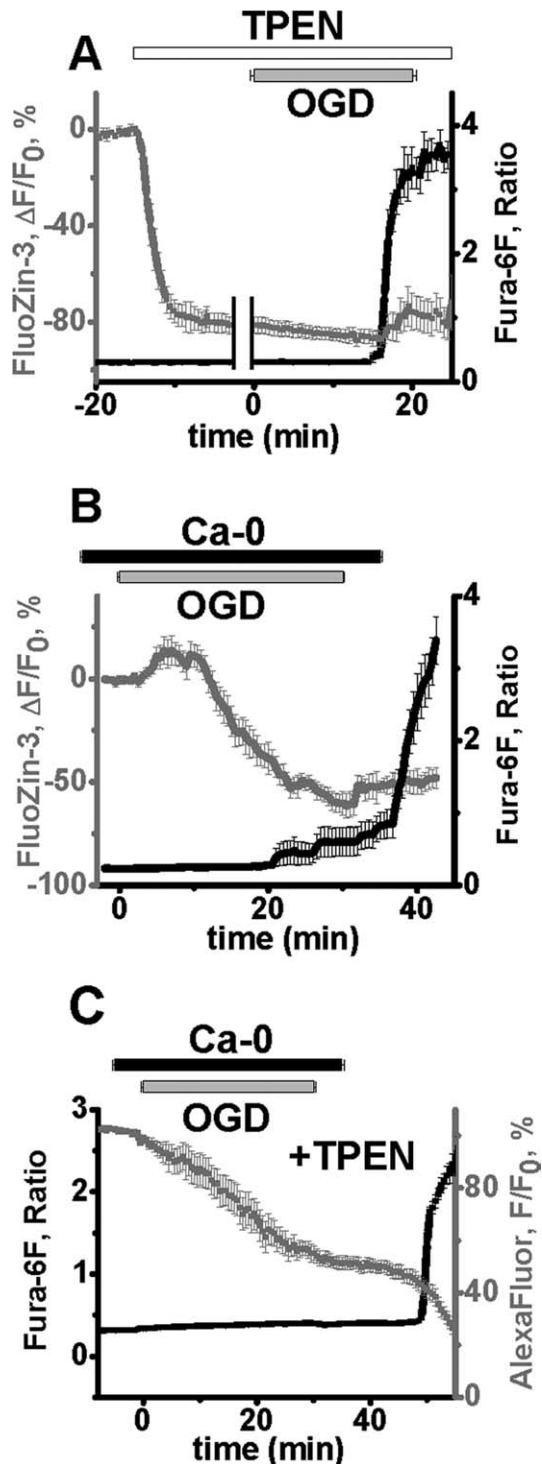 A
TPEN
OGD
FluoZin-3, ΔF/F0, %
0
-40
-80
Fura-6F, Ratio
4
2
0
-20
0
20
time (min)
B
Ca-0
OGD
FluoZin-3, ΔF/F0, %
0
-50
-100
Fura-6F, Ratio
4
2
0
0
20
40
time (min)
C
Ca-0
OGD
+TPEN
Fura-6F, Ratio
3
2
1
0
AlexaFluor, F/F0, %
80
40
0
0
20
40
time (min)